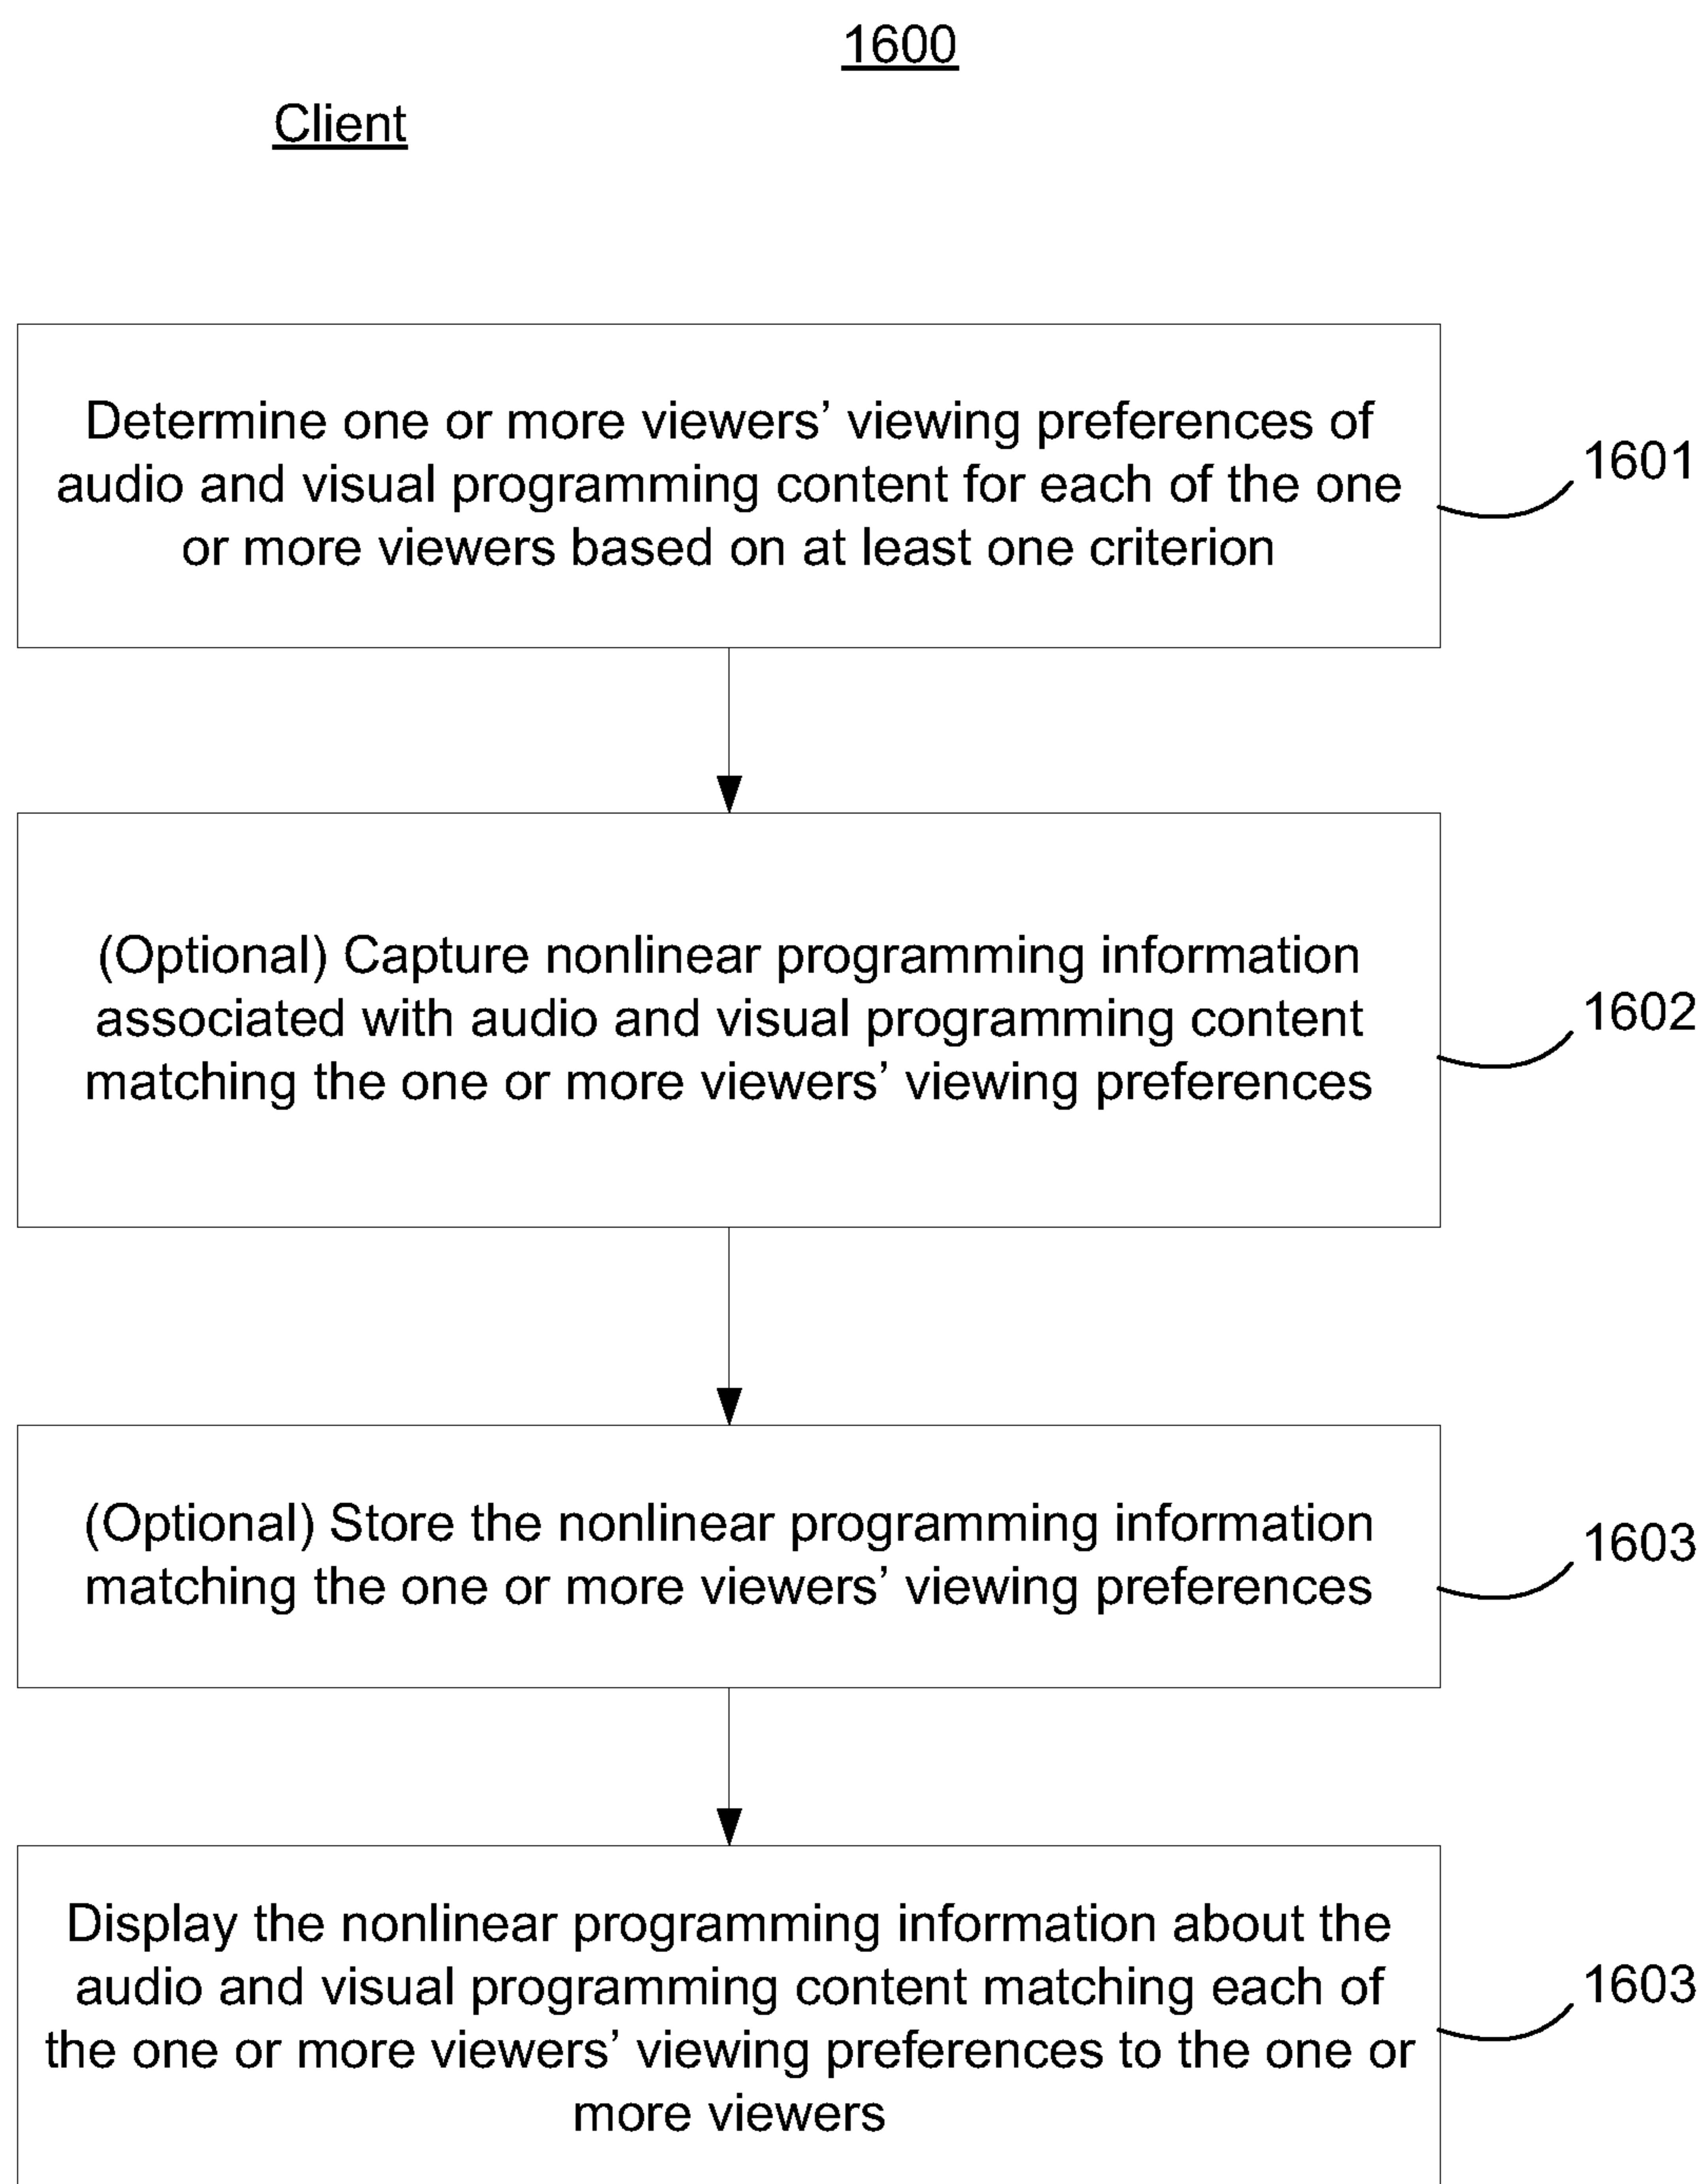 1600
Client
Determine one or more viewers’ viewing preferences of
audio and visual programming content for each of the one
or more viewers based on at least one criterion
1601
(Optional) Capture nonlinear programming information
associated with audio and visual programming content
matching the one or more viewers’ viewing preferences
1602
(Optional) Store the nonlinear programming information
matching the one or more viewers’ viewing preferences
1603
Display the nonlinear programming information about the
audio and visual programming content matching each of
the one or more viewers’ viewing preferences to the one or
more viewers
1603